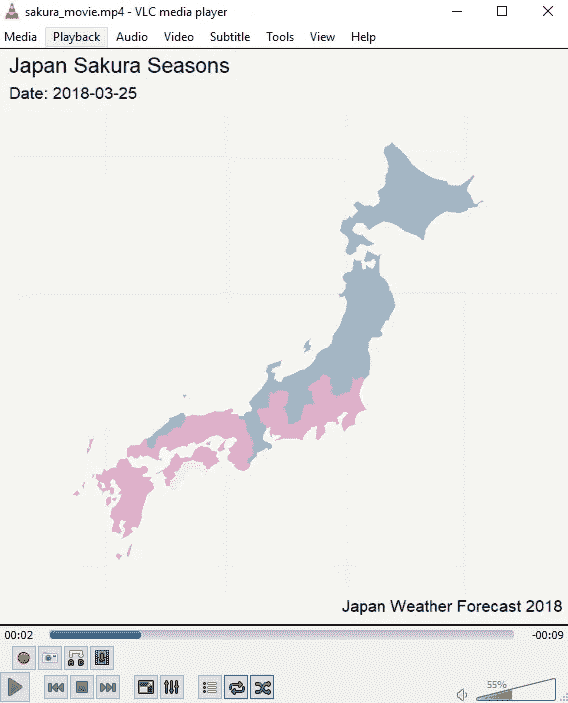 sakura_movie.mp4 - VLC media player
Media Playback Audio Video Subtitle Tools View Help
Japan Sakura Seasons
Date: 2018-03-25
Japan Weather Forecast 2018
00:02 -00:09
55%